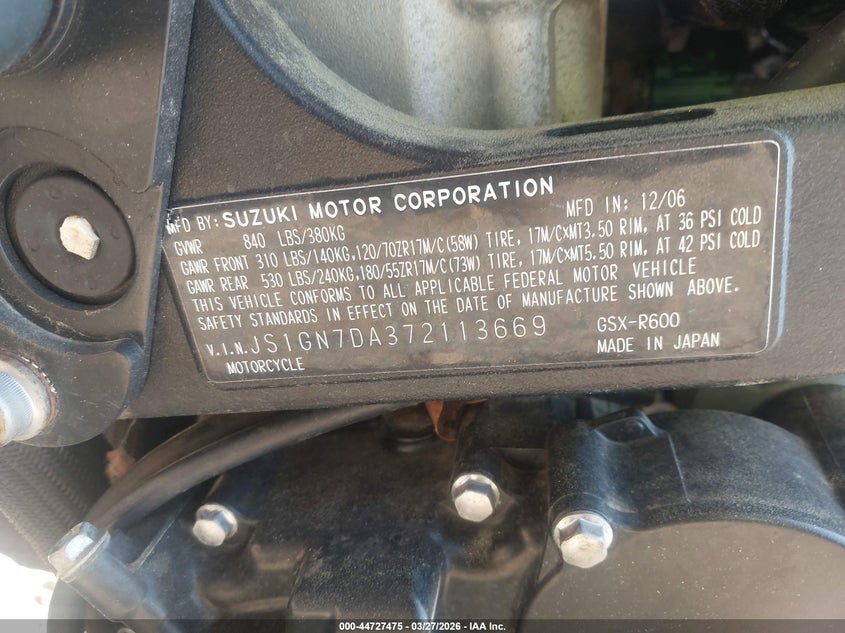 MFD BY: SUZUKI MOTOR CORPORATION MFD IN: 12/06
GVWR 840 LBS/380KG
GAWR FRONT 310 LBS/140KG,120/70ZR17M/C(58W) TIRE, 17M/C×MT3.50 RIM, AT 36 PSI COLD
GAWR REAR 530 LBS/240KG,180/55ZR17M/C(73W) TIRE, 17M/C×MT5.50 RIM, AT 42 PSI COLD
THIS VEHICLE CONFORMS TO ALL APPLICABLE FEDERAL MOTOR VEHICLE
SAFETY STANDARDS IN EFFECT ON THE DATE OF MANUFACTURE SHOWN ABOVE.
V.I.N. JS1GN7DA372113669 GSX-R600
MOTORCYCLE MADE IN JAPAN
000-44727475 — 03/27/2026 — IAA Inc.